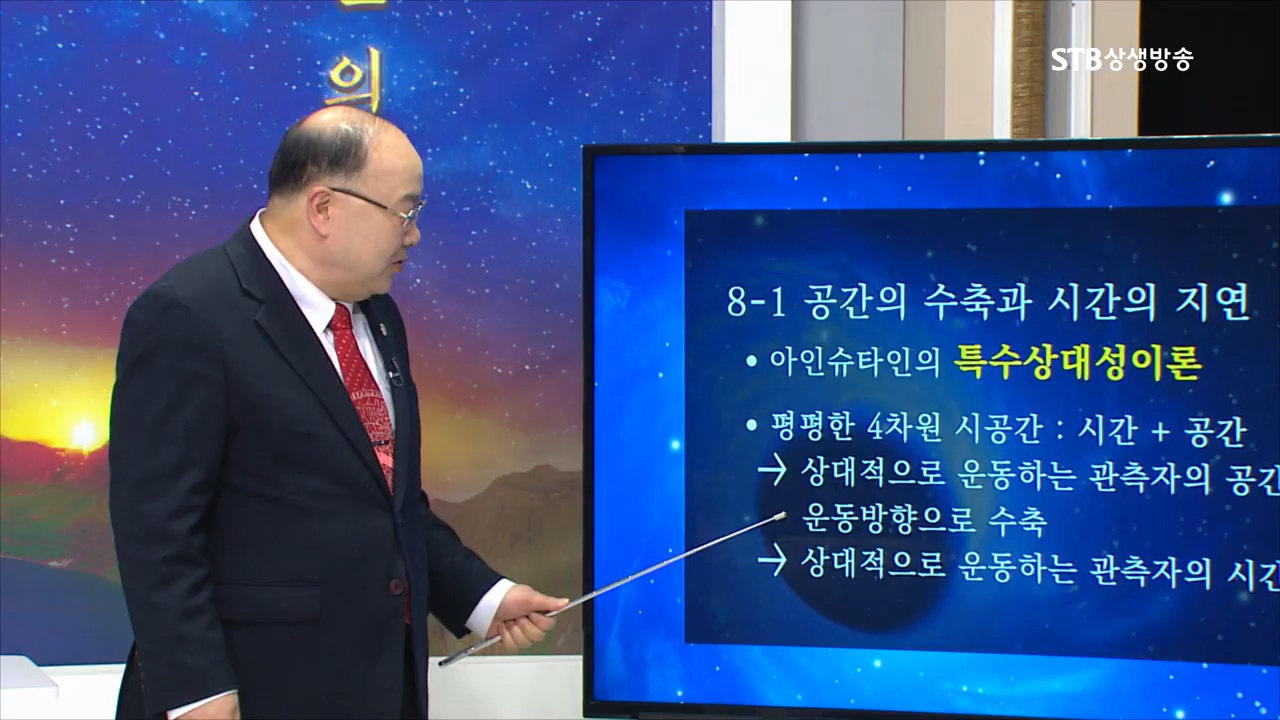 의
STB상생방송
8-1 공간의 수축과 시간의 지연
• 아인슈타인의 특수상대성이론
• 평평한 4차원 시공간 : 시간 + 공간
→ 상대적으로 운동하는 관측자의 공간
운동방향으로 수축
→ 상대적으로 운동하는 관측자의 시간